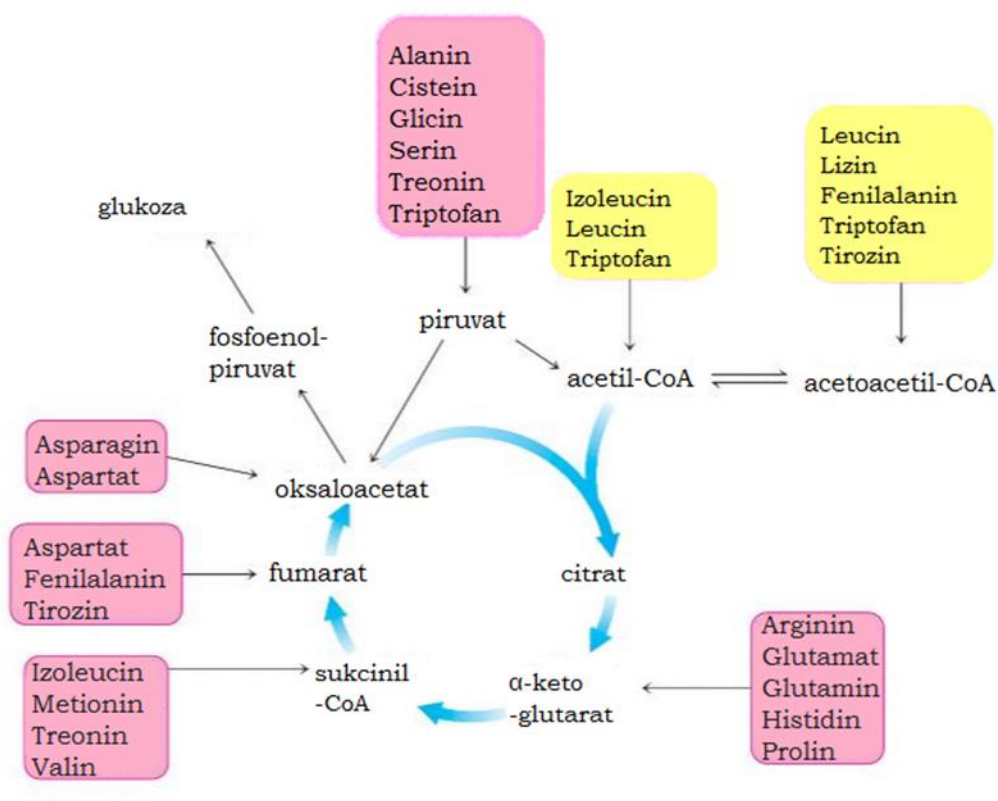 Alanin
Cistein
Glicin
Serin
Treonin
Triptofan
Leucin
Lizin
Fenilalanin
Triptofan
Tirozin
Izoleucin
Leucin
Triptofan
glukoza
piruvat
fosfoenol-
piruvat
acetil-CoA
acetoacetil-CoA
Asparagin
Aspartat
oksaloacetat
Aspartat
Fenilalanin
Tirozin
fumarat
citrat
Izoleucin
Metionin
Treonin
Valin
sukcinil
-CoA
α-keto
-glutarat
Arginin
Glutamat
Glutamin
Histidin
Prolin